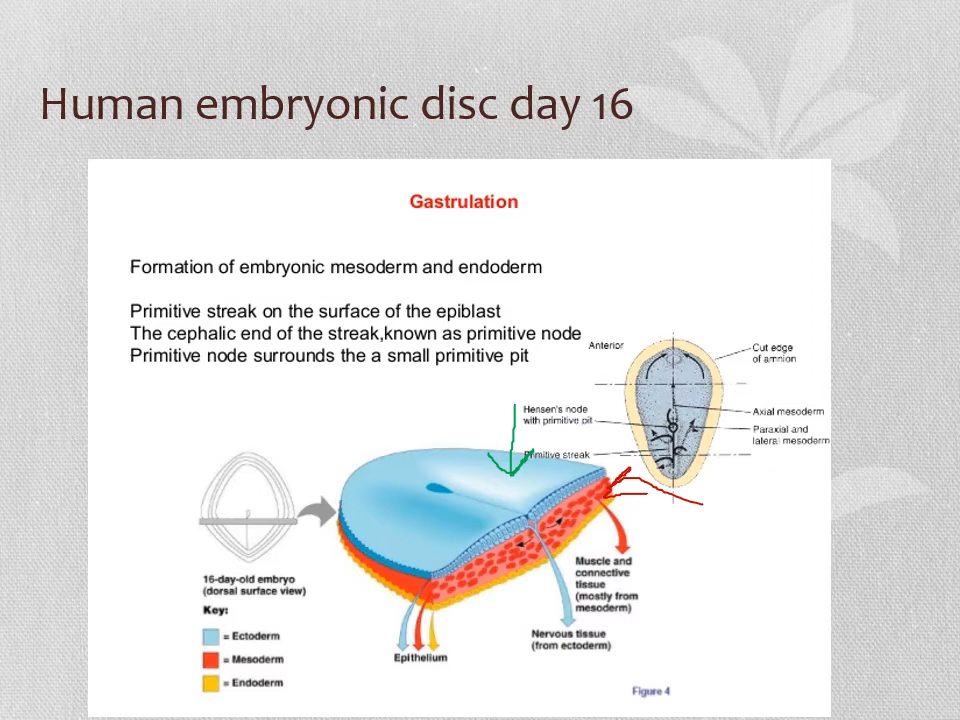 Human embryonic disc day 16
Gastrulation
Formation of embryonic mesoderm and endoderm
Primitive streak on the surface of the epiblast
The cephalic end of the streak,known as primitive node
Primitive node surrounds the a small primitive pit
Anterior
Cut edge
of amnion
Hensen's node
with primitive pit
Axial mesoderm
Paraxial and
lateral mesoderm
Primitive streak
16-day-old embryo
(dorsal surface view)
Key:
= Ectoderm
= Mesoderm
= Endoderm
Epithelium
Muscle and
connective
tissue
(mostly from
mesoderm)
Nervous tissue
(from ectoderm)
Figure 4